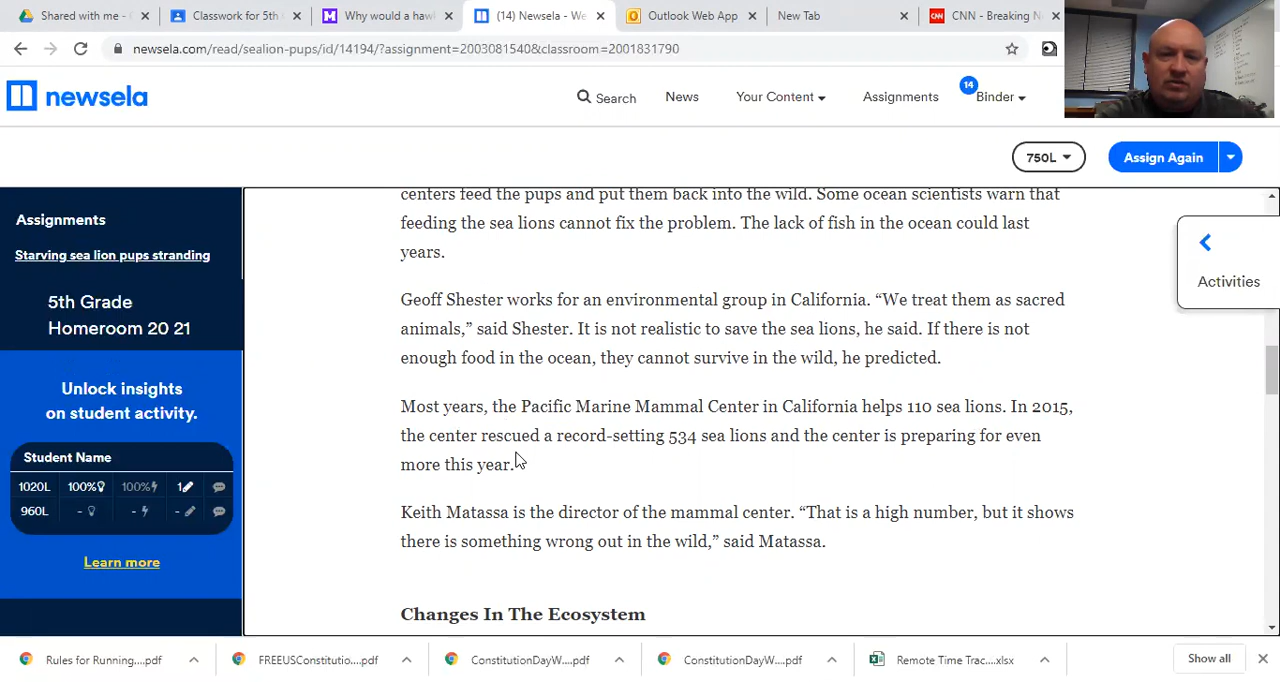 Shared with me -
Classwork for 5th
Why would a haw
(14) Newsela - We
Outlook Web App
New Tab
CNN - Breaking N
newsela.com/read/sealion-pups/id/14194/?assignment=2003081540&classroom=2001831790
newsela
Search
News
Your Content
Assignments
14
Binder
750L
Assign Again
Assignments
Starving sea lion pups stranding
5th Grade
Homeroom 20 21
Unlock insights
on student activity.
Student Name
1020L 100% 100% 1
960L - - -
Learn more
centers feed the pups and put them back into the wild. Some ocean scientists warn that
feeding the sea lions cannot fix the problem. The lack of fish in the ocean could last
years.
Geoff Shester works for an environmental group in California. “We treat them as sacred
animals,” said Shester. It is not realistic to save the sea lions, he said. If there is not
enough food in the ocean, they cannot survive in the wild, he predicted.
Most years, the Pacific Marine Mammal Center in California helps 110 sea lions. In 2015,
the center rescued a record-setting 534 sea lions and the center is preparing for even
more this year.
Keith Matassa is the director of the mammal center. “That is a high number, but it shows
there is something wrong out in the wild,” said Matassa.
Changes In The Ecosystem
Activities
Rules for Running....pdf
FREEUSConstitutio....pdf
ConstitutionDayW....pdf
ConstitutionDayW....pdf
Remote Time Trac....xlsx
Show all